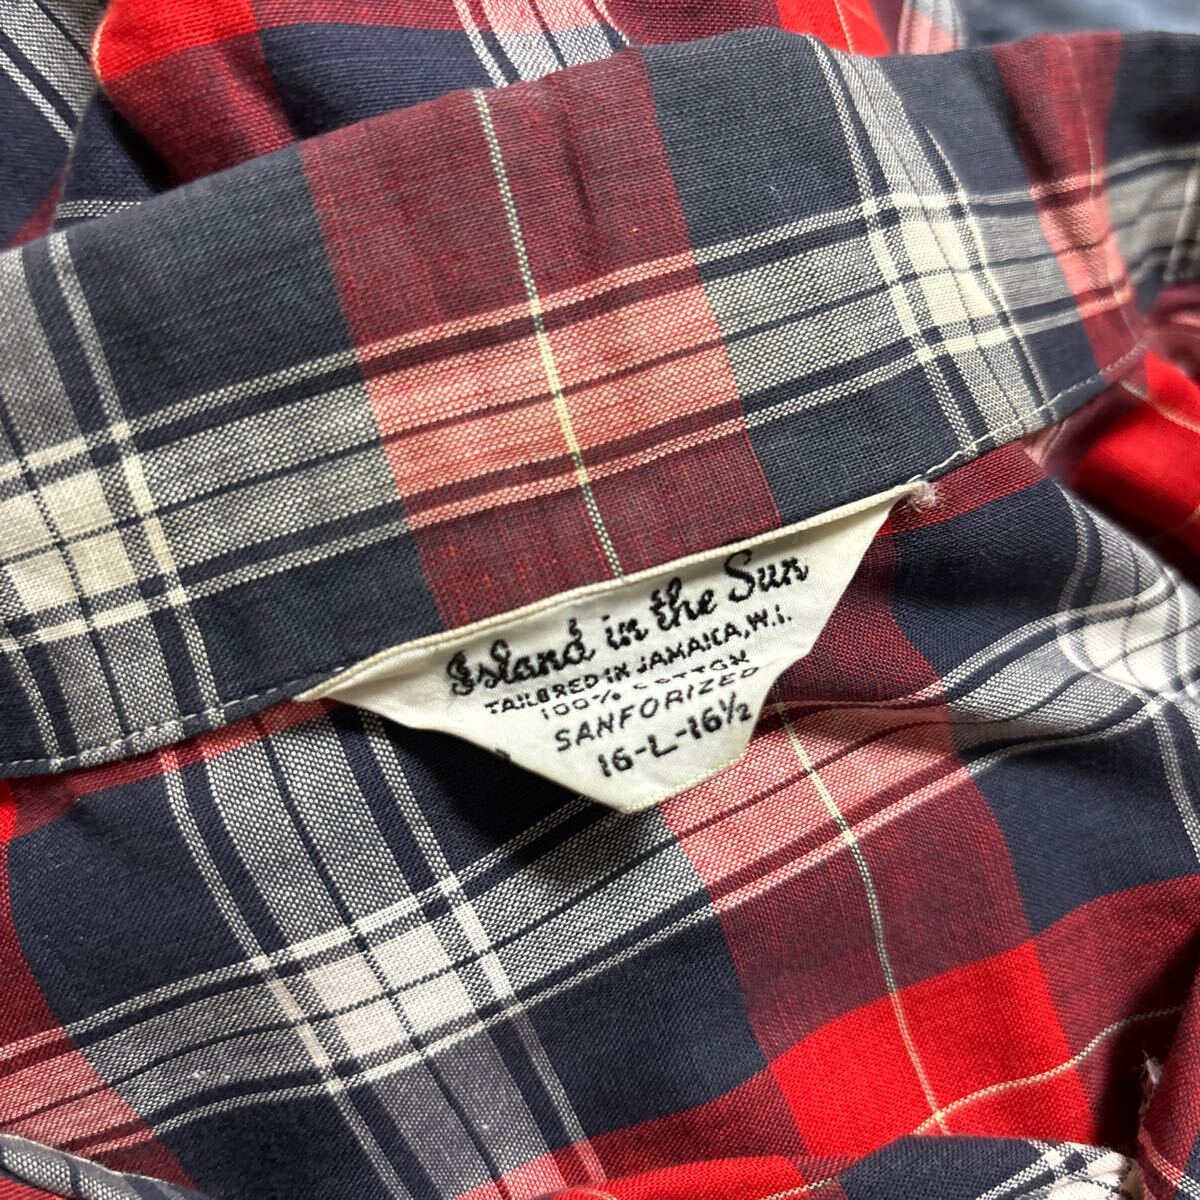 Island in the Sun
TAILORED IN JAMAICA, W.I.
100% COTTON
SANFORIZED
16-L-16½